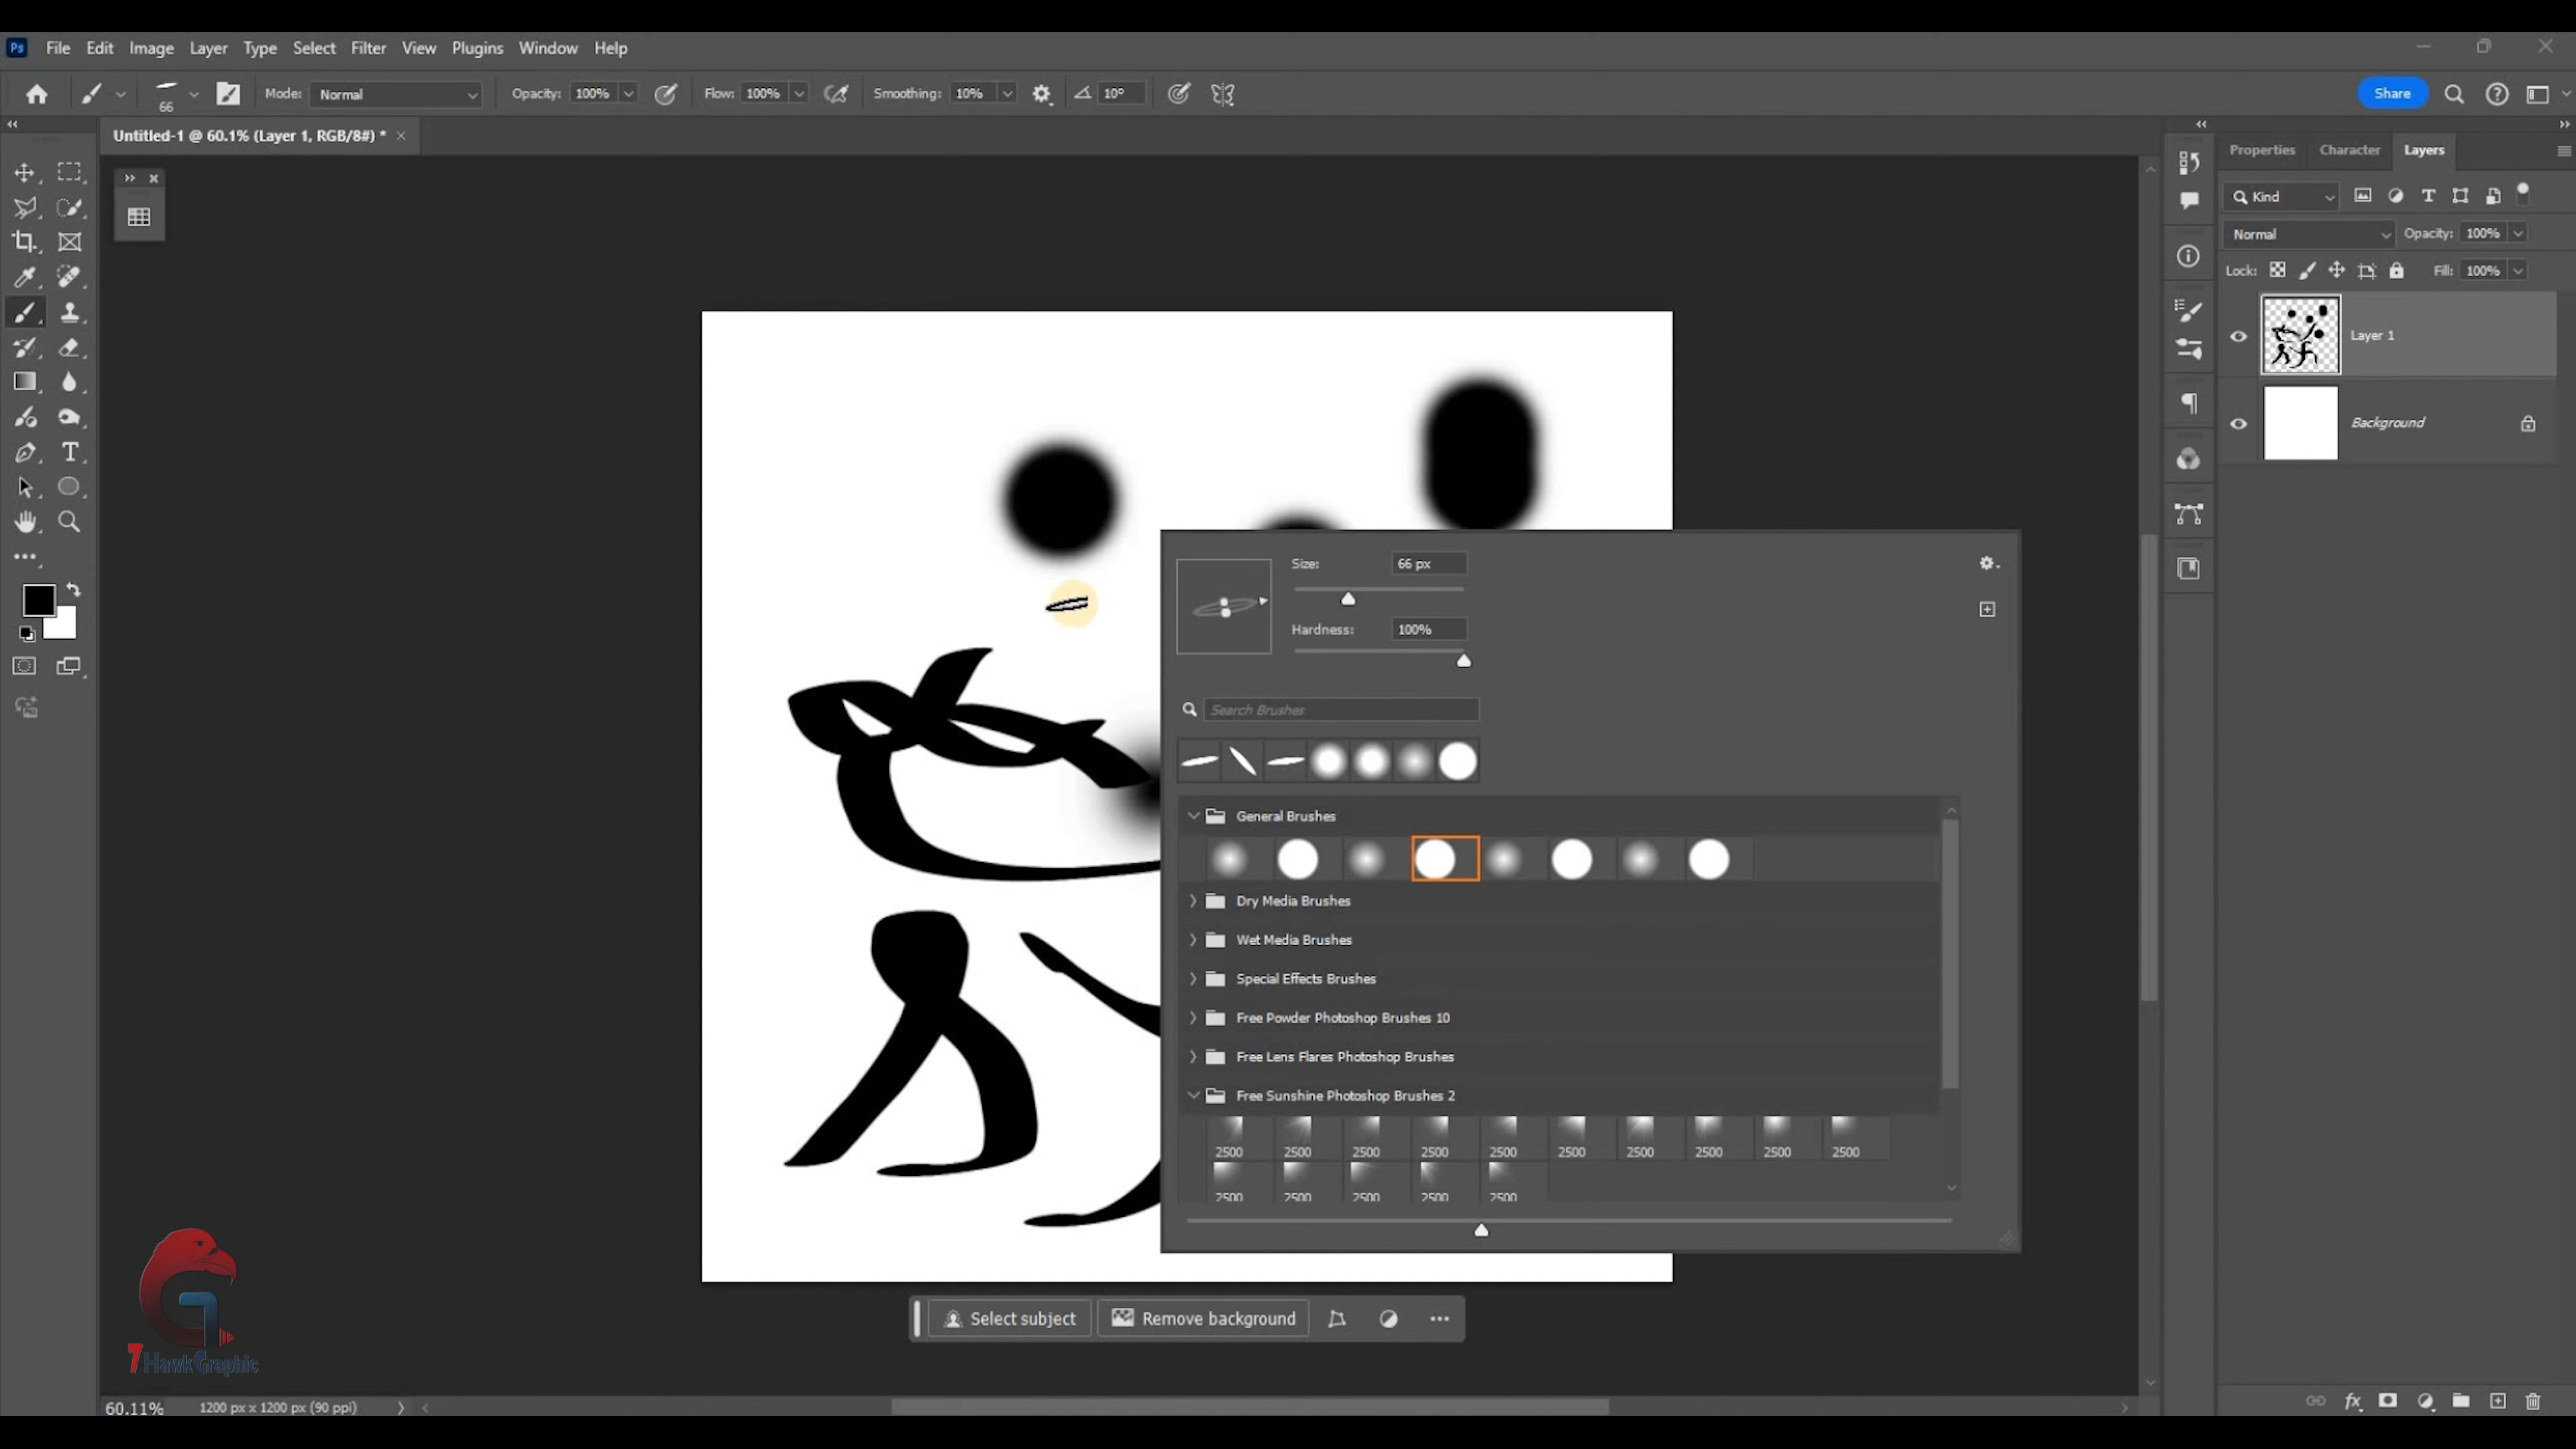 Ps File Edit Image Layer Type Select Filter View Plugins Window Help
66 Mode: Normal Opacity: 100% Flow: 100% Smoothing: 10% 10° Share
Untitled-1 @ 60.1% (Layer 1, RGB/8#) *
Properties Character Layers
Kind
Normal Opacity: 100%
Lock: Fill: 100%
Layer 1
Background
Size: 66 px
Hardness: 100%
Search Brushes
General Brushes
Dry Media Brushes
Wet Media Brushes
Special Effects Brushes
Free Powder Photoshop Brushes 10
Free Lens Flares Photoshop Brushes
Free Sunshine Photoshop Brushes 2
2500 2500 2500 2500 2500 2500 2500 2500 2500 2500
2500 2500 2500 2500 2500
Select subject Remove background
7 HawkGraphic
60.11% 1200 px x 1200 px (90 ppi)
fx